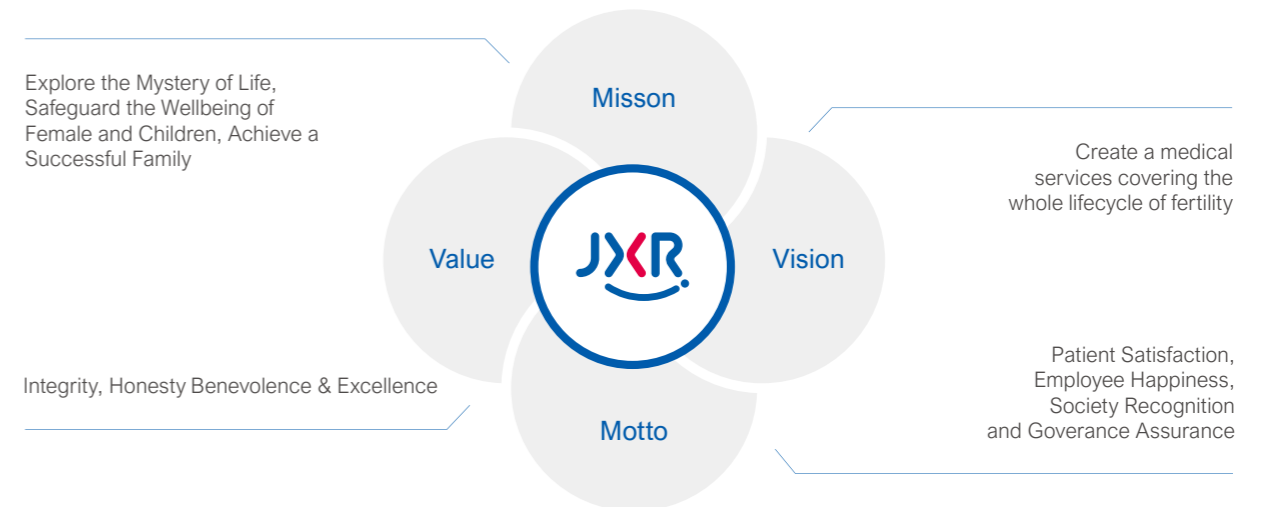 Misson
Explore the Mystery of Life,
Safeguard the Wellbeing of
Female and Children, Achieve a
Successful Family
Create a medical
services covering the
whole lifecycle of fertility
Value
JXR
Vision
Integrity, Honesty Benevolence & Excellence
Patient Satisfaction,
Employee Happiness,
Society Recognition
and Goverance Assurance
Motto